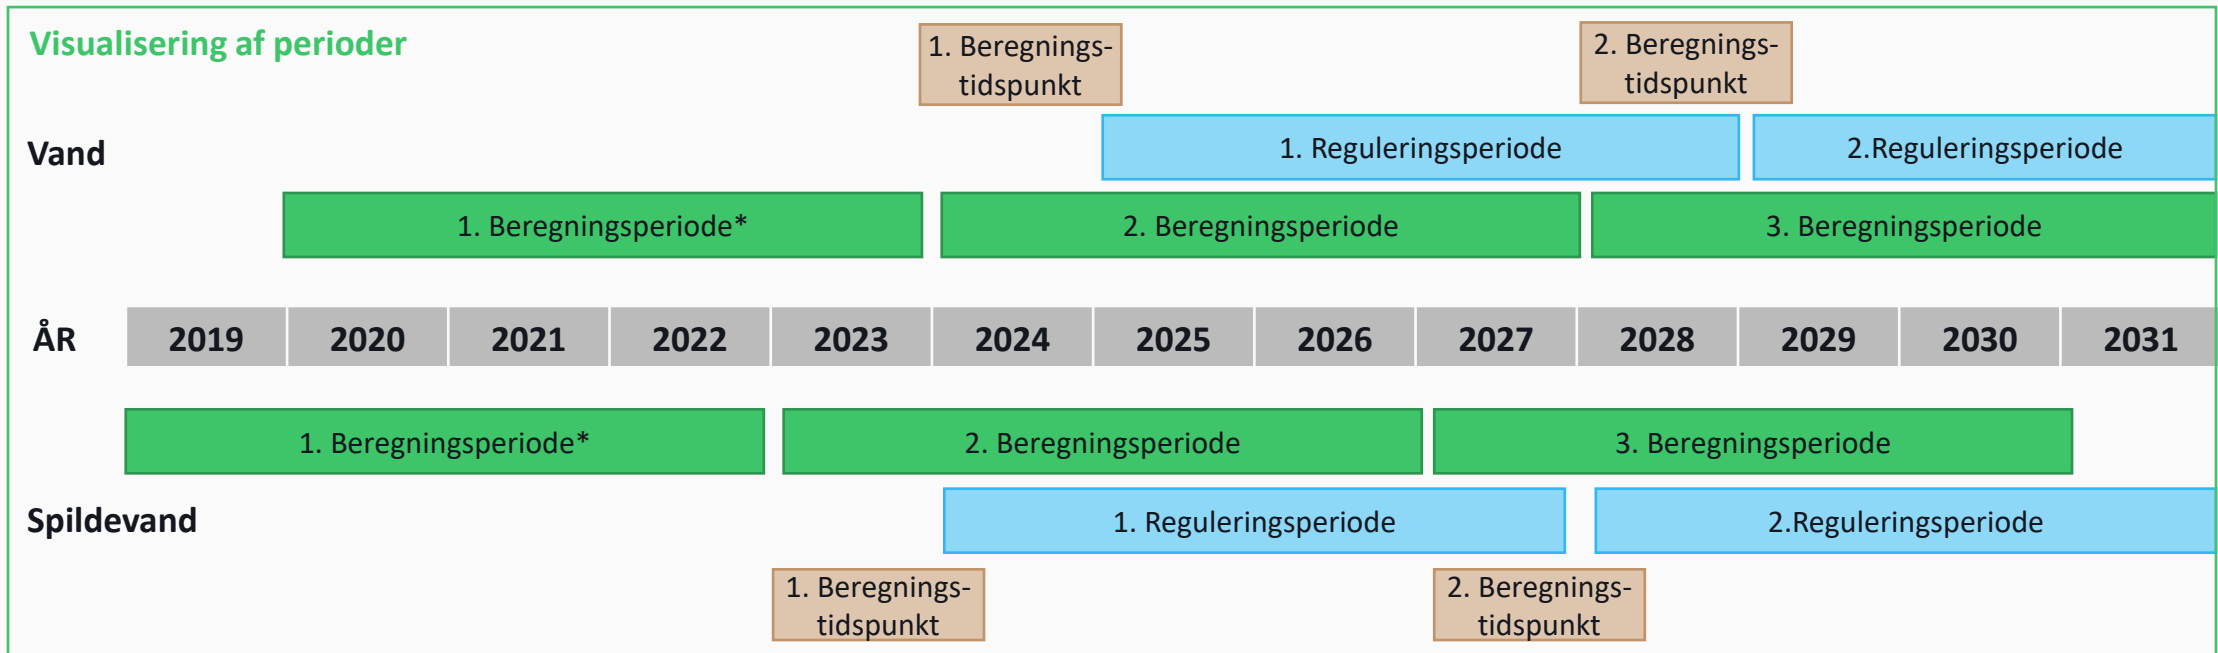 Visualisering af perioder
1. Beregnings-
tidspunkt
2. Beregnings-
tidspunkt
Vand
1. Reguleringsperiode
2.Reguleringsperiode
1. Beregningsperiode*
2. Beregningsperiode
3. Beregningsperiode
ÅR 2019 2020 2021 2022 2023 2024 2025 2026 2027 2028 2029 2030 2031
1. Beregningsperiode*
2. Beregningsperiode
3. Beregningsperiode
Spildevand
1. Reguleringsperiode
2.Reguleringsperiode
1. Beregnings-
tidspunkt
2. Beregnings-
tidspunkt